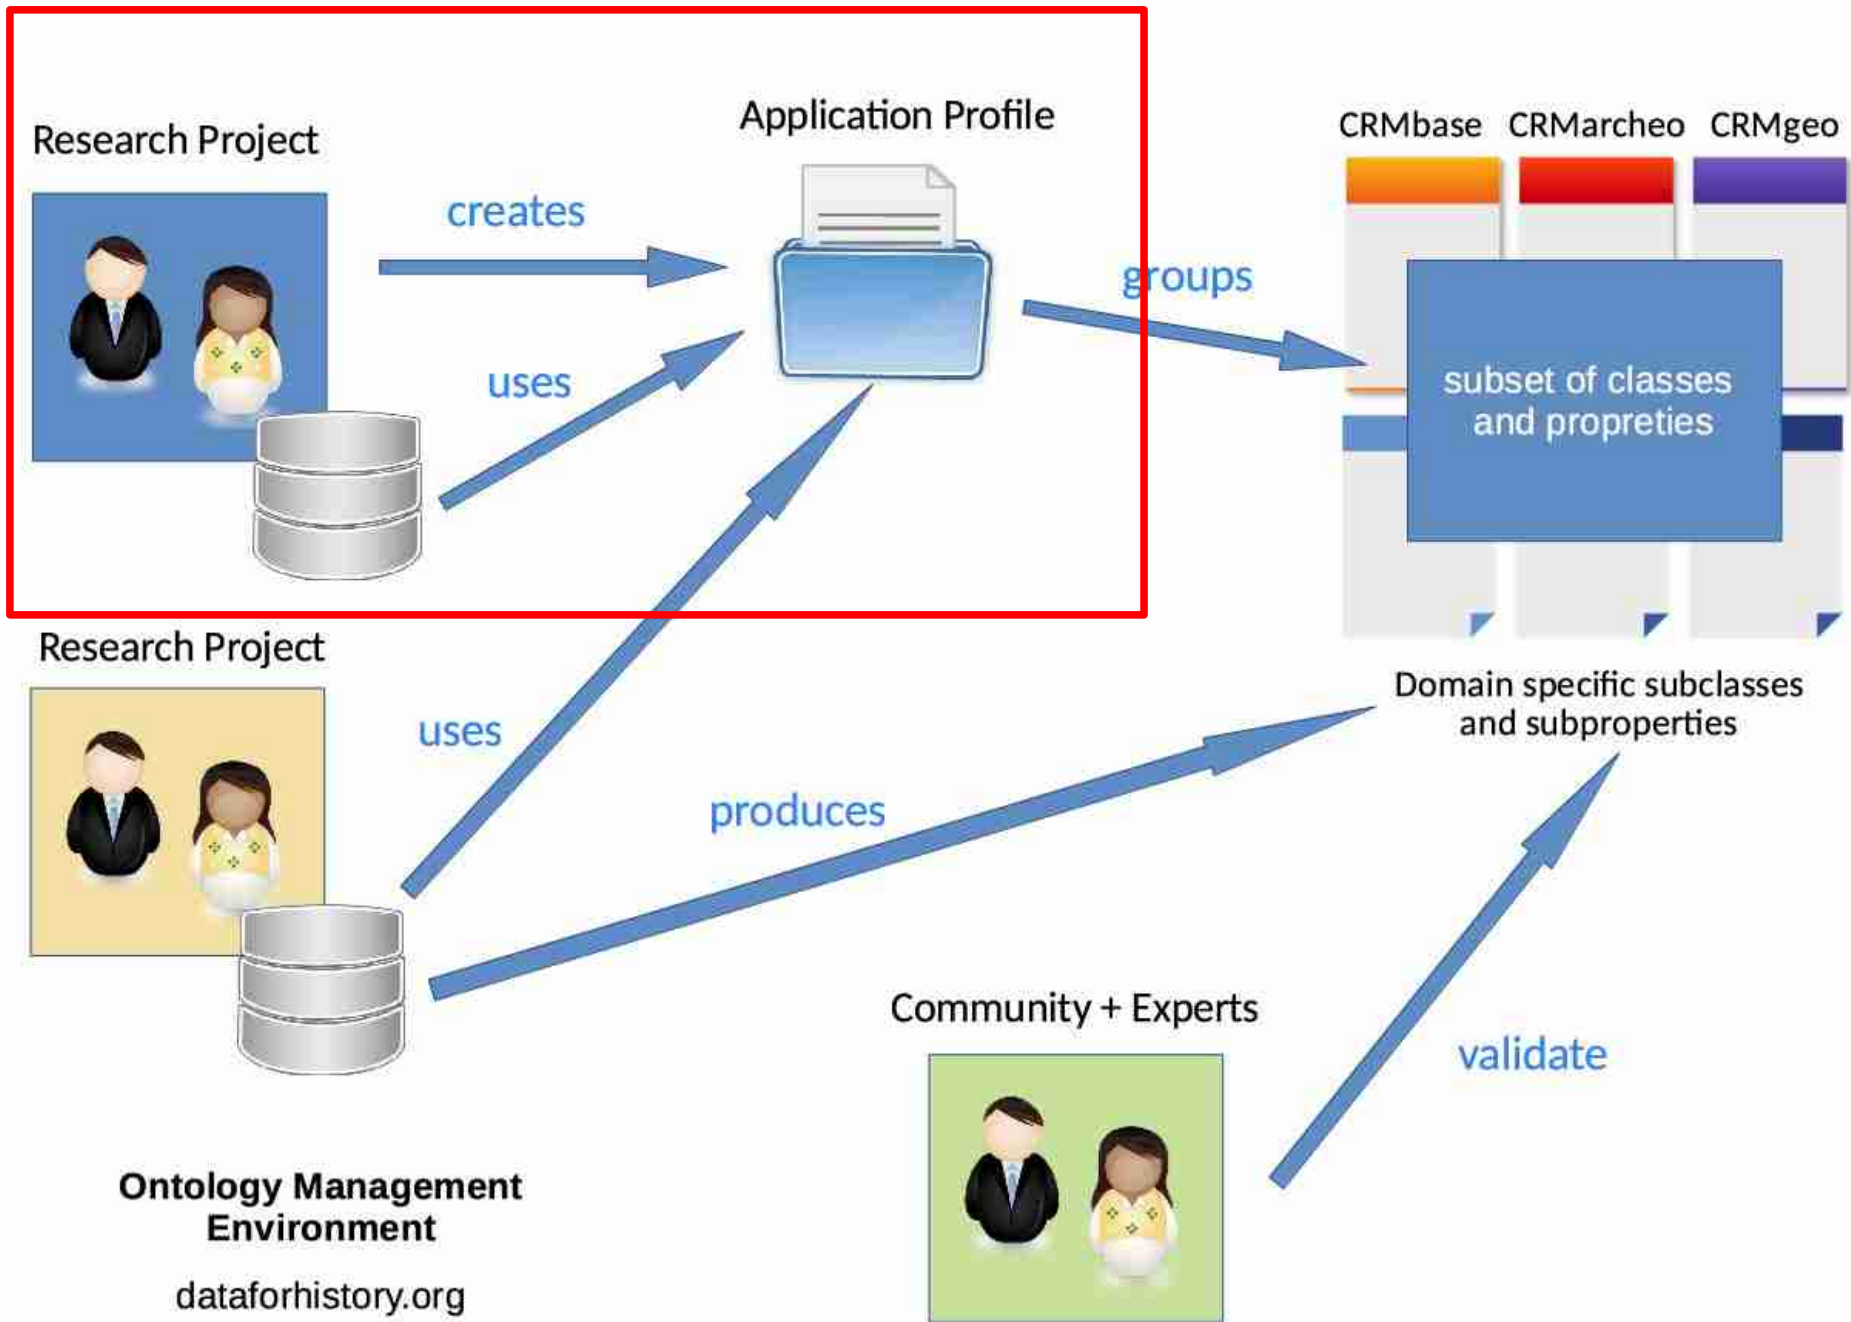 Research Project
Application Profile
CRMbase CRMarcheo CRMgeo
creates
groups
uses
subset of classes
and propreties
Research Project
Domain specific subclasses
and subproperties
uses
produces
Community + Experts
validate
Ontology Management
Environment
dataforhistory.org